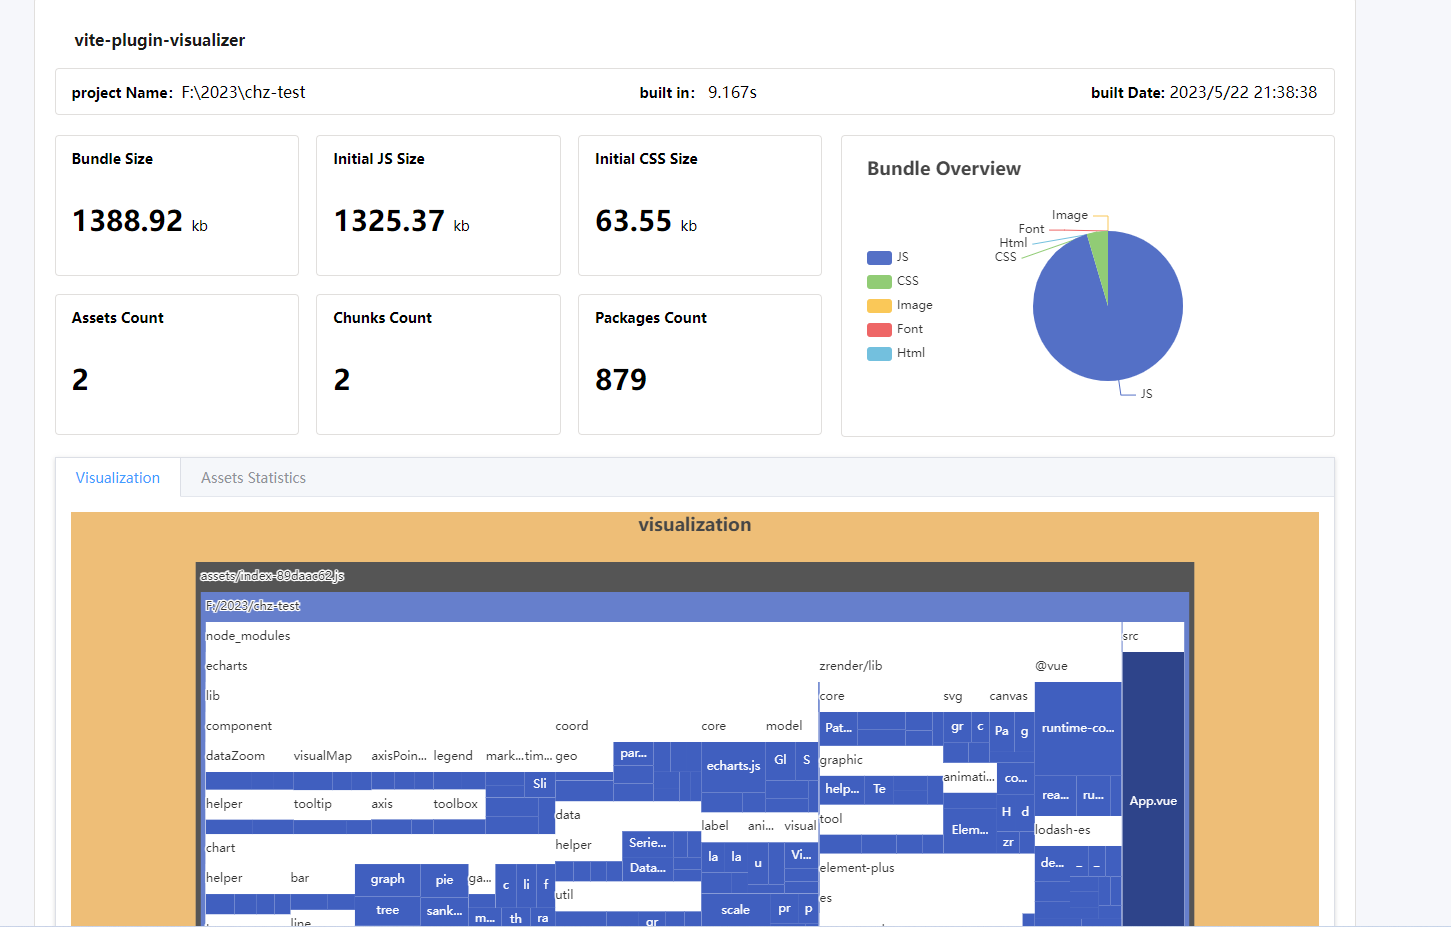 vite-plugin-visualizer
project Name: F:\2023\chz-test
built in: 9.167s
built Date: 2023/5/22 21:38:38
Bundle Size
1388.92 kb
Initial JS Size
1325.37 kb
Initial CSS Size
63.55 kb
Assets Count
2
Chunks Count
2
Packages Count
879
Bundle Overview
JS
CSS
Image
Font
Html
Image
Font
Html
CSS
JS
Visualization
Assets Statistics
visualization
assets/index-89daac62.js
F:/2023/chz-test
node_modules
src
echarts
zrender/lib
@vue
lib
core
svg
canvas
component
coord
core
model
Pat...
gr
c
Pa
g
runtime-co...
dataZoom
visualMap
axisPoin...
legend
mark...
tim...
geo
par...
echarts.js
Gl
S
graphic
Sli
animati...
co...
help...
Te
rea...
ru...
App.vue
helper
tooltip
axis
toolbox
data
H
d
tool
label
ani...
visual
Elem...
lodash-es
chart
helper
Serie...
zr
la
la
u
Vi...
de...
_
_
Data...
element-plus
helper
bar
graph
pie
ga...
c
li
f
util
es
tree
sank...
m...
th
ra
scale
pr
p
line
gr